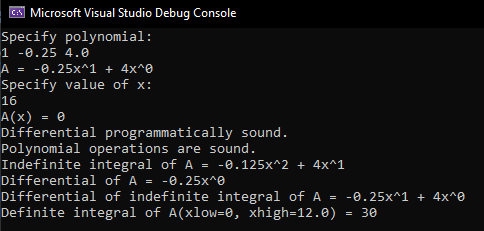 Microsoft Visual Studio Debug Console
Specify polynomial:
1 -0.25 4.0
A = -0.25x^1 + 4x^0
Specify value of x:
16
A(x) = 0
Differential programmatically sound.
Polynomial operations are sound.
Indefinite integral of A = -0.125x^2 + 4x^1
Differential of A = -0.25x^0
Differential of indefinite integral of A = -0.25x^1 + 4x^0
Definite integral of A(xlow=0, xhigh=12.0) = 30